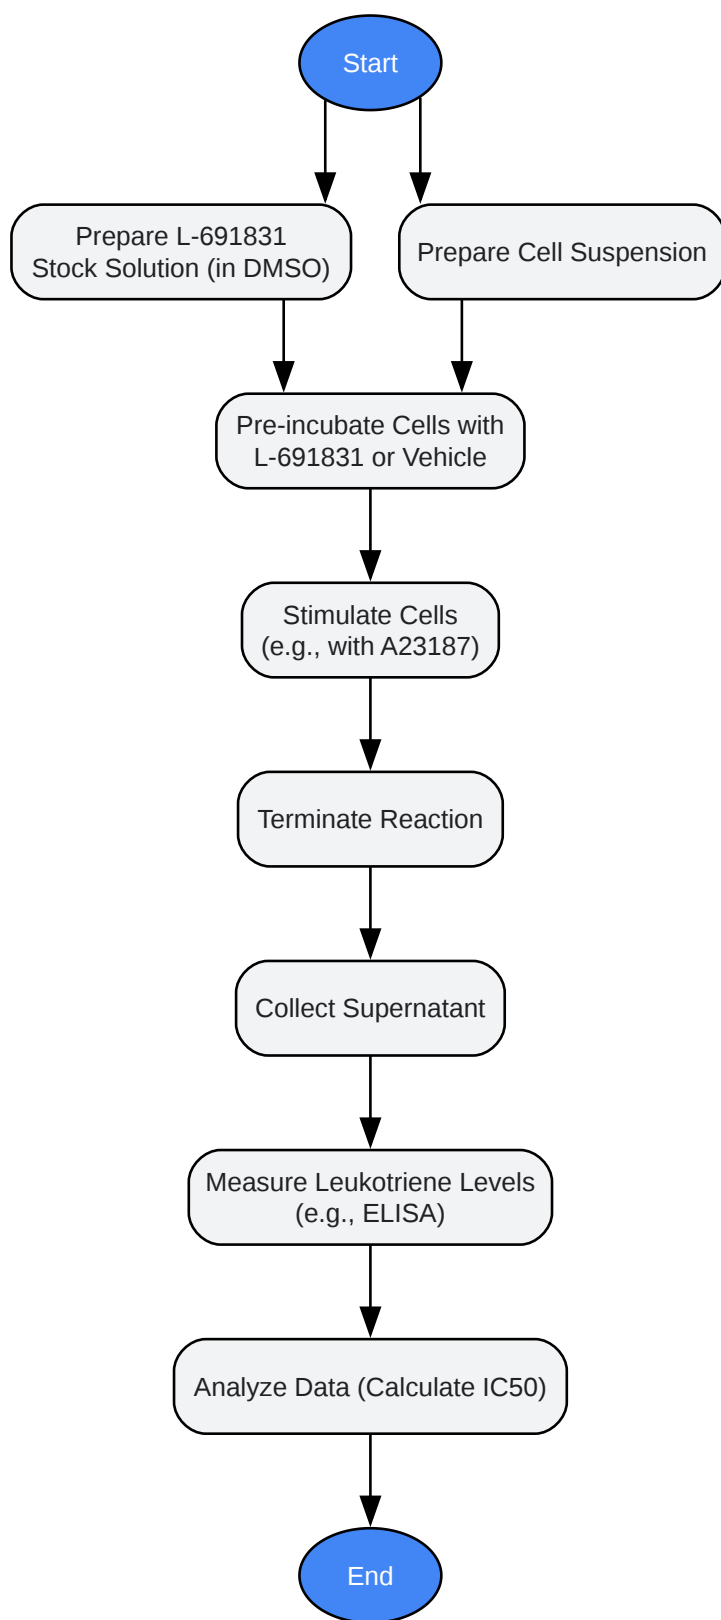 Start
Prepare L-691831
Stock Solution (in DMSO)
Prepare Cell Suspension
Pre-incubate Cells with
L-691831 or Vehicle
Stimulate Cells
(e.g., with A23187)
Terminate Reaction
Collect Supernatant
Measure Leukotriene Levels
(e.g., ELISA)
Analyze Data (Calculate IC50)
End